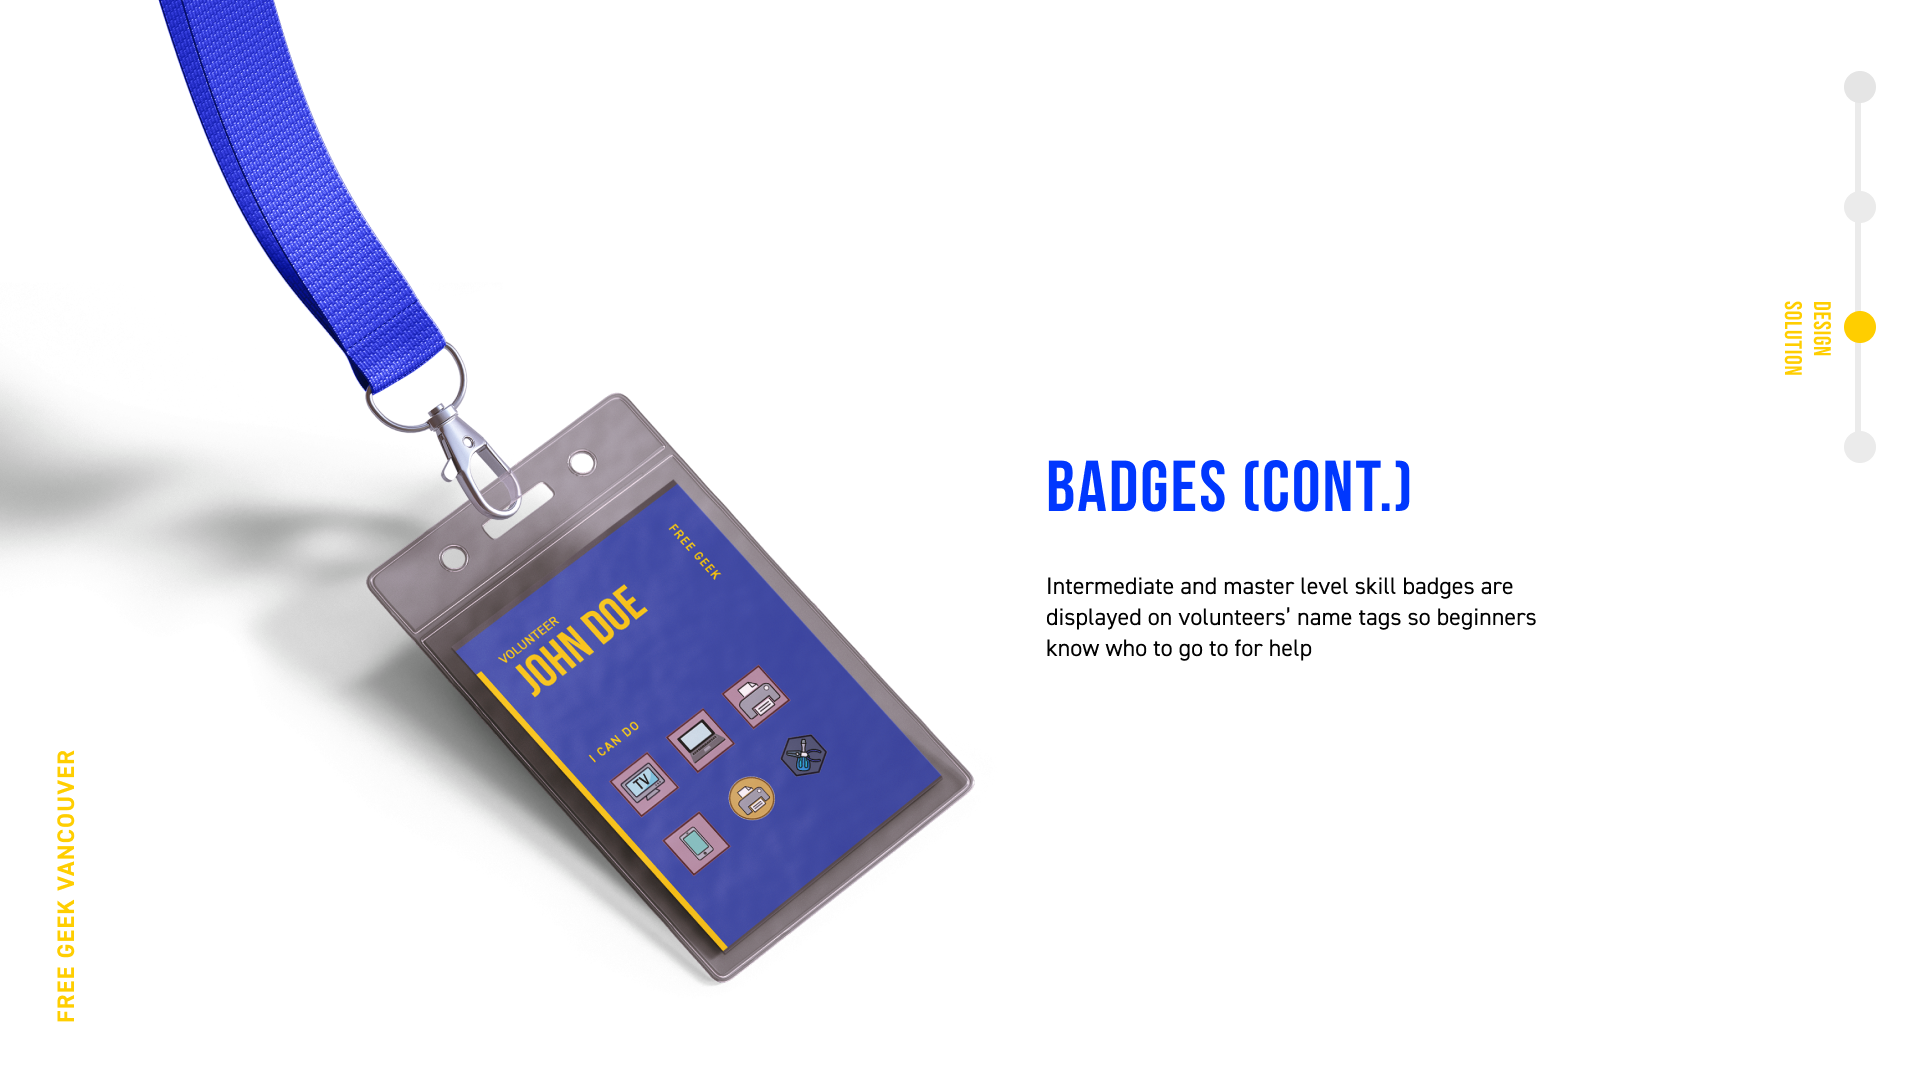 FREE GEEK
VOLUNTEER
JOHN DOE
I CAN DO
TV
BADGES (CONT.)
Intermediate and master level skill badges are
displayed on volunteers’ name tags so beginners
know who to go to for help
DESIGN
SOLUTION
FREE GEEK VANCOUVER